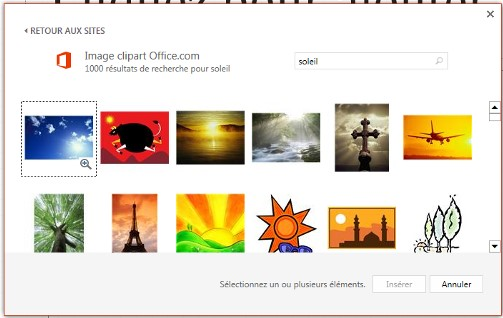 RETOUR AUX SITES
Image clipart Office.com
1000 résultats de recherche pour soleil
soleil
Sélectionnez un ou plusieurs éléments.
Insérer
Annuler